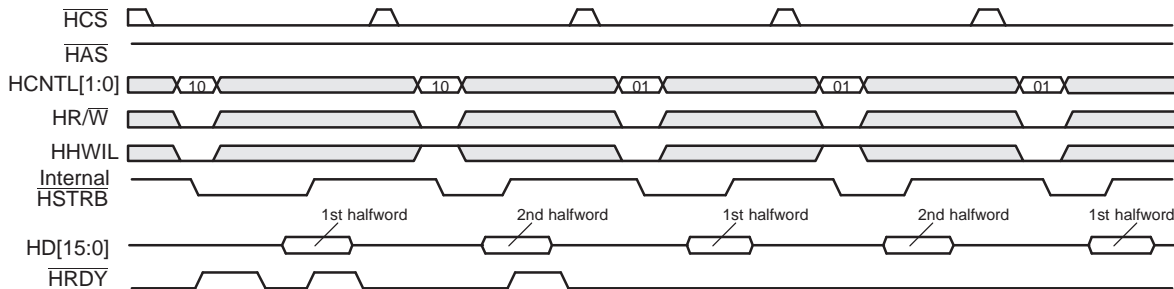 HCS
HAS
HCNTL[1:0] 10 10 01 01 01
HR/W
HHWIL
Internal
HSTRB
1st halfword 2nd halfword 1st halfword 2nd halfword 1st halfword
HD[15:0]
HRDY